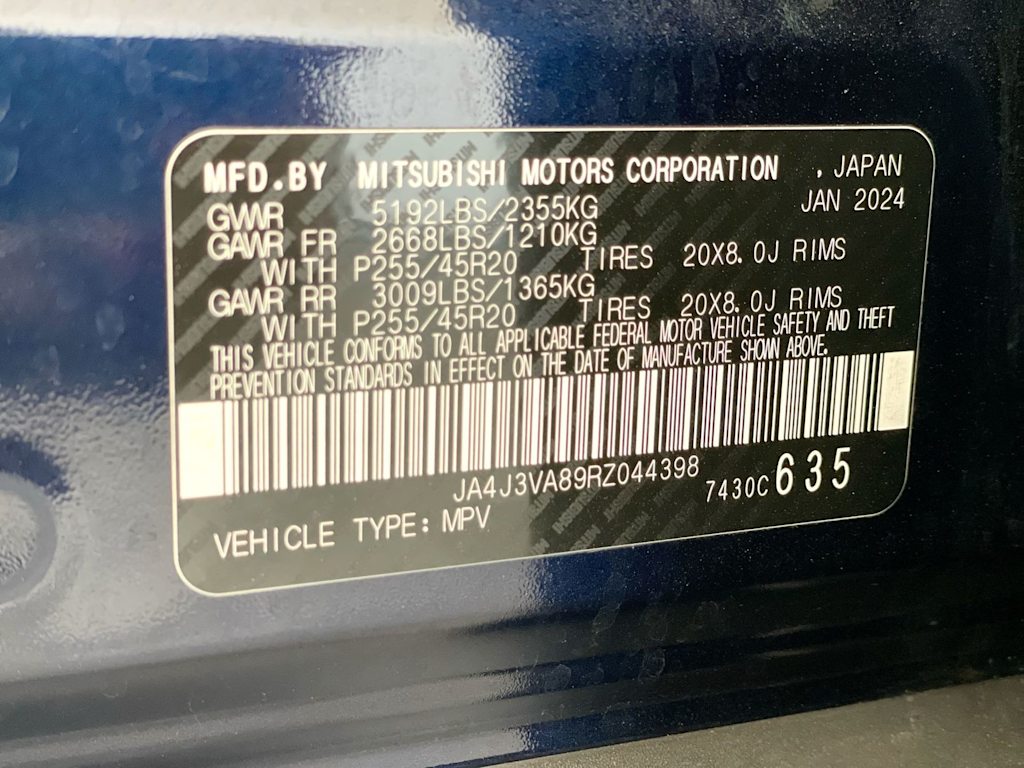 MFD.BY MITSUBISHI MOTORS CORPORATION , JAPAN
JAN 2024
GVWR 5192LBS/2355KG
GAWR FR 2668LBS/1210KG
WITH P255/45R20 TIRES 20X8.0J RIMS
GAWR RR 3009LBS/1365KG
WITH P255/45R20 TIRES 20X8.0J RIMS
THIS VEHICLE CONFORMS TO ALL APPLICABLE FEDERAL MOTOR VEHICLE SAFETY AND THEFT
PREVENTION STANDARDS IN EFFECT ON THE DATE OF MANUFACTURE SHOWN ABOVE.
JA4J3VA89RZ044398 7430C 635
VEHICLE TYPE: MPV